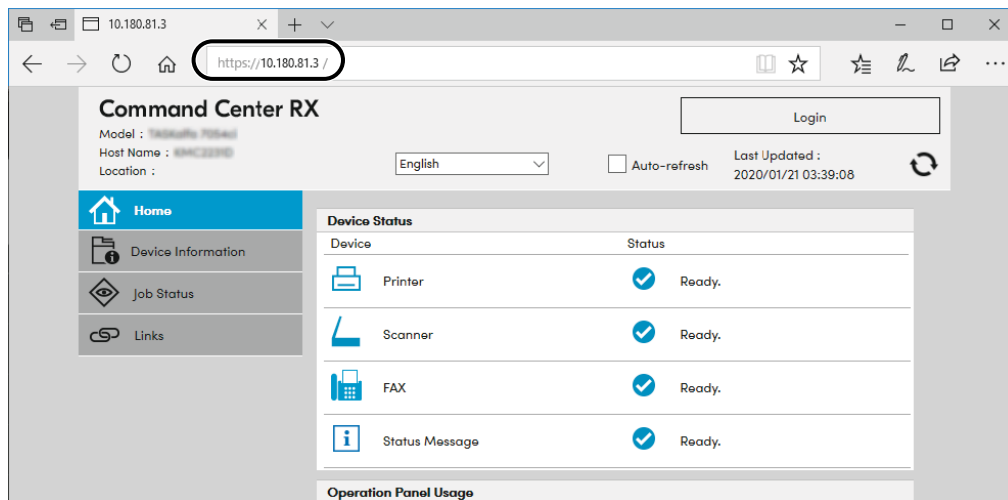 10.180.81.3
https://10.180.81.3 /
Command Center RX
Login
Model :
Host Name :
Location :
English
Auto-refresh
Last Updated :
2020/01/21 03:39:08
Home
Device Information
Job Status
Links
Device Status
Device Status
Printer Ready.
Scanner Ready.
FAX Ready.
Status Message Ready.
Operation Panel Usage